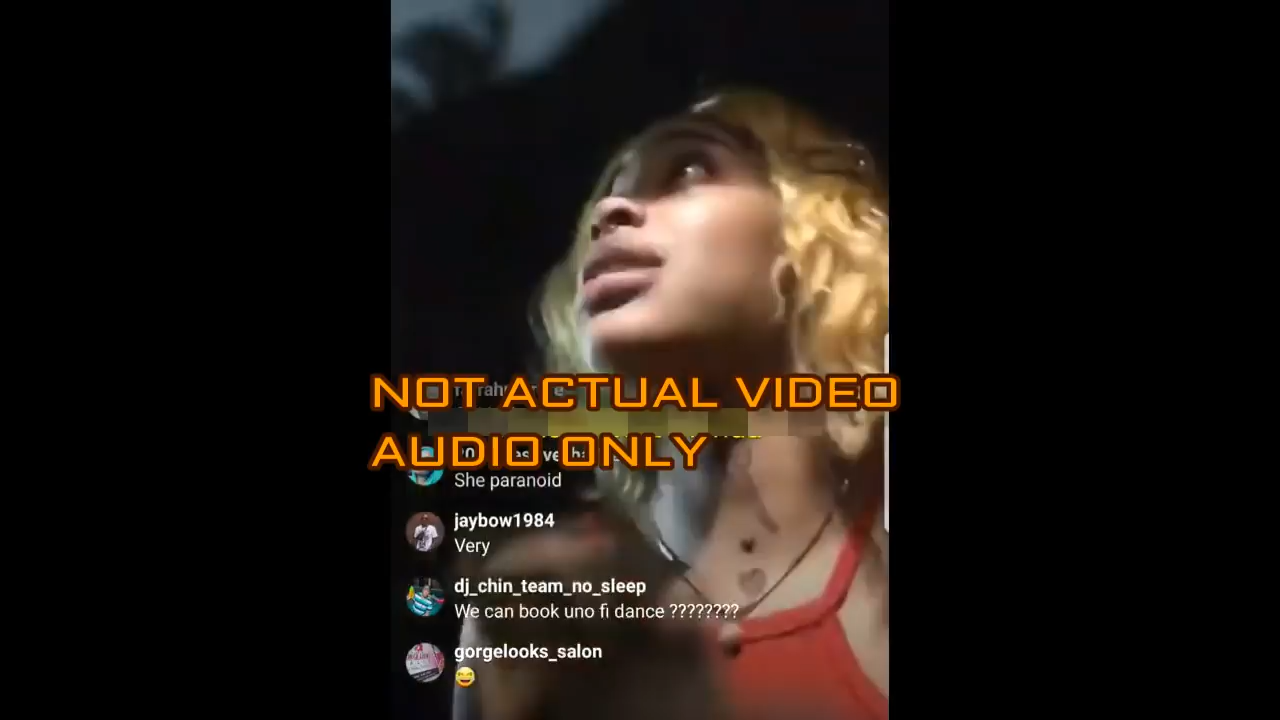 NOT ACTUAL VIDEO
AUDIO ONLY
She paranoid
jaybow1984
Very
dj_chin_team_no_sleep
We can book uno fi dance ????????
gorgelooks_salon
😅